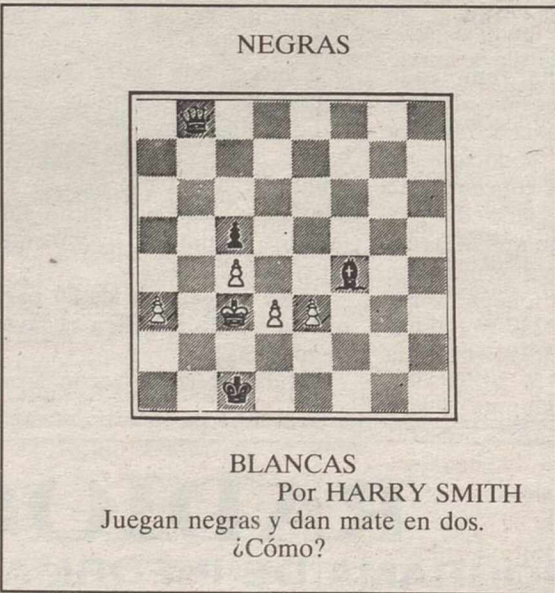 NEGRAS
BLANCAS
Por HARRY SMITH
Juegan negras y dan mate en dos.
¿Cómo?